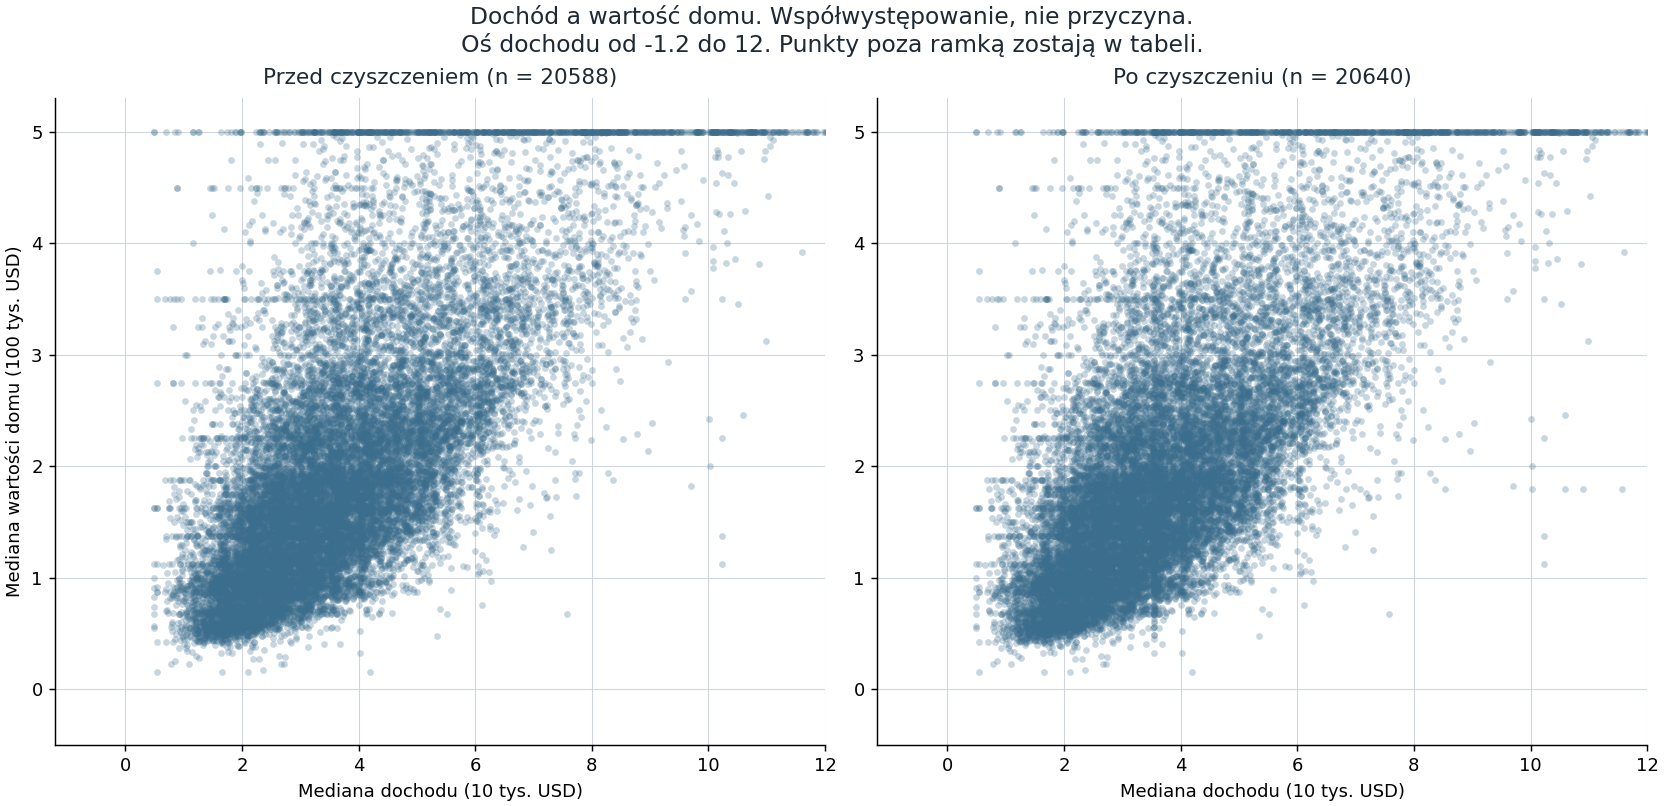 Dochód a wartość domu. Współwystępowanie, nie przyczyna.
Oś dochodu od -1.2 do 12. Punkty poza ramką zostają w tabeli.
Przed czyszczeniem (n = 20588)
Mediana wartości domu (100 tys. USD)
5
4
3
2
1
0
0 2 4 6 8 10 12
Mediana dochodu (10 tys. USD)
Po czyszczeniu (n = 20640)
5
4
3
2
1
0
0 2 4 6 8 10 12
Mediana dochodu (10 tys. USD)